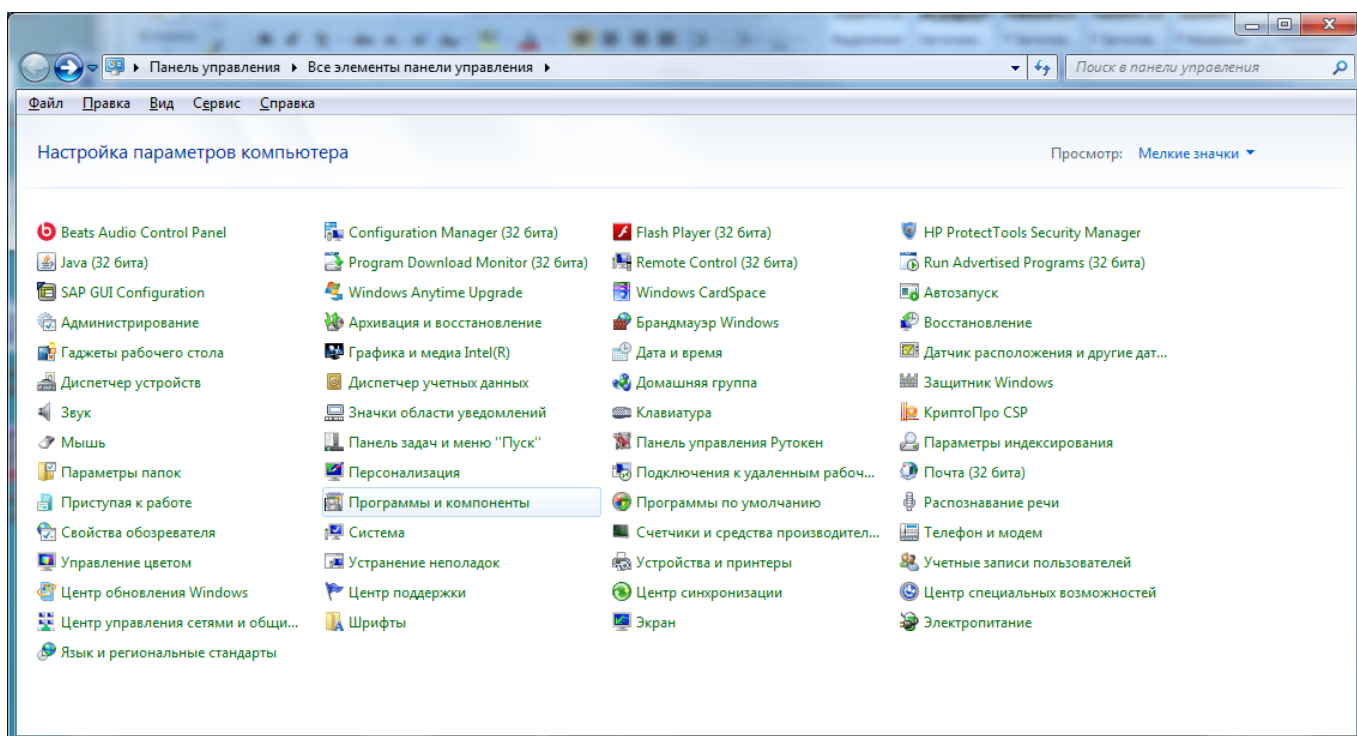 Панель управления ▸ Все элементы панели управления ▸ Поиск в панели управления
Файл Правка Вид Сервис Справка
Настройка параметров компьютера Просмотр: Мелкие значки
Beats Audio Control Panel Configuration Manager (32 бита) Flash Player (32 бита) HP ProtectTools Security Manager
Java (32 бита) Program Download Monitor (32 бита) Remote Control (32 бита) Run Advertised Programs (32 бита)
SAP GUI Configuration Windows Anytime Upgrade Windows CardSpace Автозапуск
Администрирование Архивация и восстановление Брандмауэр Windows Восстановление
Гаджеты рабочего стола Графика и медиа Intel(R) Дата и время Датчик расположения и другие дат...
Диспетчер устройств Диспетчер учетных данных Домашняя группа Защитник Windows
Звук Значки области уведомлений Клавиатура КриптоПро CSP
Мышь Панель задач и меню ''Пуск'' Панель управления Рутокен Параметры индексирования
Параметры папок Персонализация Подключения к удаленным рабоч... Почта (32 бита)
Приступая к работе Программы и компоненты Программы по умолчанию Распознавание речи
Свойства обозревателя Система Счетчики и средства производител... Телефон и модем
Управление цветом Устранение неполадок Устройства и принтеры Учетные записи пользователей
Центр обновления Windows Центр поддержки Центр синхронизации Центр специальных возможностей
Центр управления сетями и общи... Шрифты Экран Электропитание
Язык и региональные стандарты